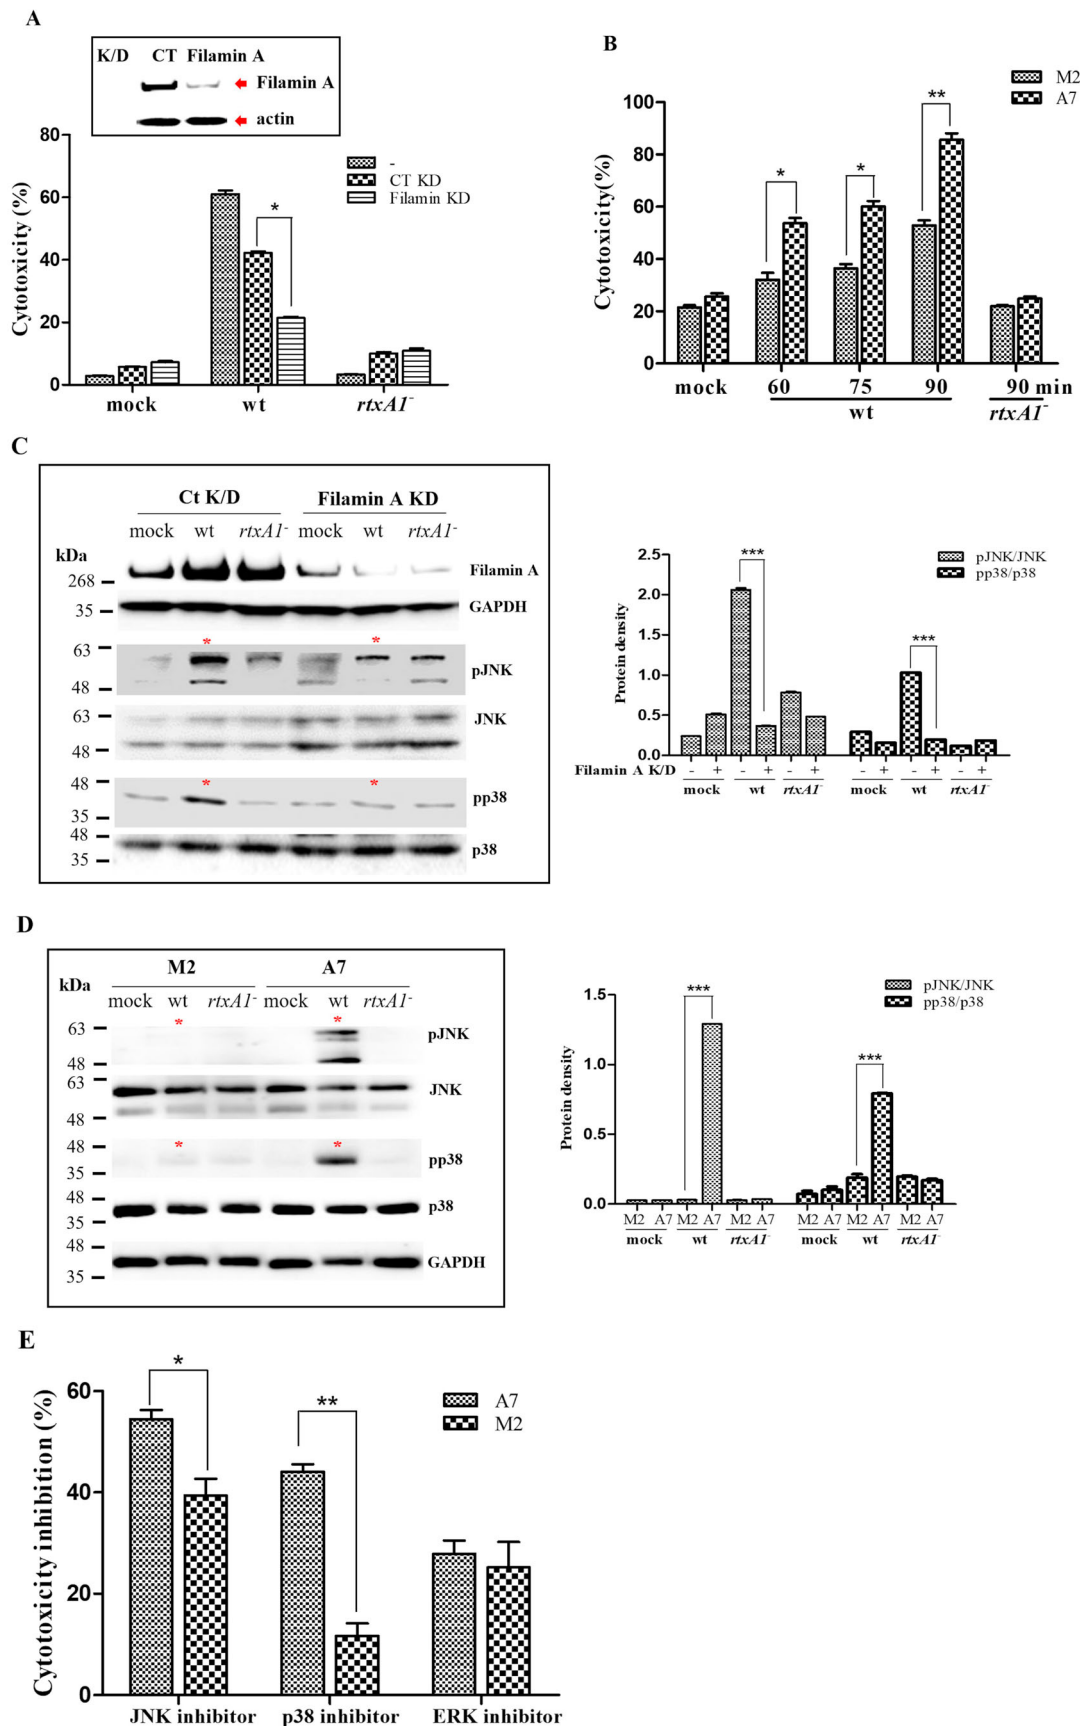 A
K/D CT Filamin A
Filamin A
actin
Cytotoxicity (%)
80
60
40
20
0
-
CT KD
Filamin KD
*
mock wt rtxA1-
B
M2
A7
Cytotoxicity(%)
100
80
60
40
20
0
* * **
mock 60 75 90 90 min
wt rtxA1-
C
Ct K/D Filamin A KD
mock wt rtxA1- mock wt rtxA1-
kDa
268
Filamin A
35
GAPDH
63
* *
pJNK
48
63
JNK
48
48
* *
pp38
35
48
p38
35
pJNK/JNK
pp38/p38
Protein density
2.5
2.0
1.5
1.0
0.5
0.0
*** ***
Filamin A K/D - + - + - + - + - + - +
mock wt rtxA1- mock wt rtxA1-
D
M2 A7
kDa
mock wt rtxA1- mock wt rtxA1-
* *
63
pJNK
48
63
JNK
48
48
* *
pp38
35
48
p38
35
48
GAPDH
35
pJNK/JNK
pp38/p38
Protein density
1.5
1.0
0.5
0.0
*** ***
M2 A7 M2 A7 M2 A7 M2 A7 M2 A7 M2 A7
mock wt rtxA1- mock wt rtxA1-
E
Cytotoxicity inhibition (%)
60
40
20
0
* **
A7
M2
JNK inhibitor p38 inhibitor ERK inhibitor